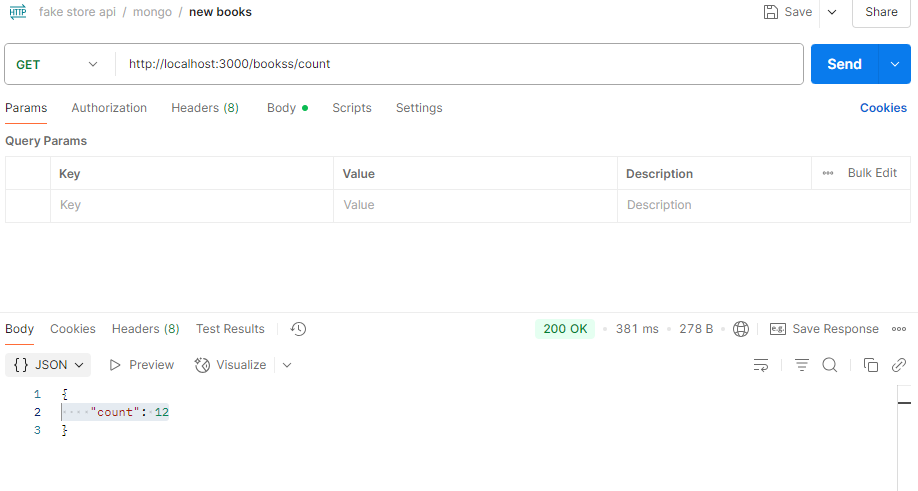 HTTP fake store api / mongo / new books Save Share
GET http://localhost:3000/bookss/count Send
Params Authorization Headers (8) Body Scripts Settings Cookies
Query Params
Key Value Description Bulk Edit
Key Value Description
Body Cookies Headers (8) Test Results 200 OK 381 ms 278 B e.g. Save Response
{} JSON Preview Visualize
1 {
2 "count": 12
3 }